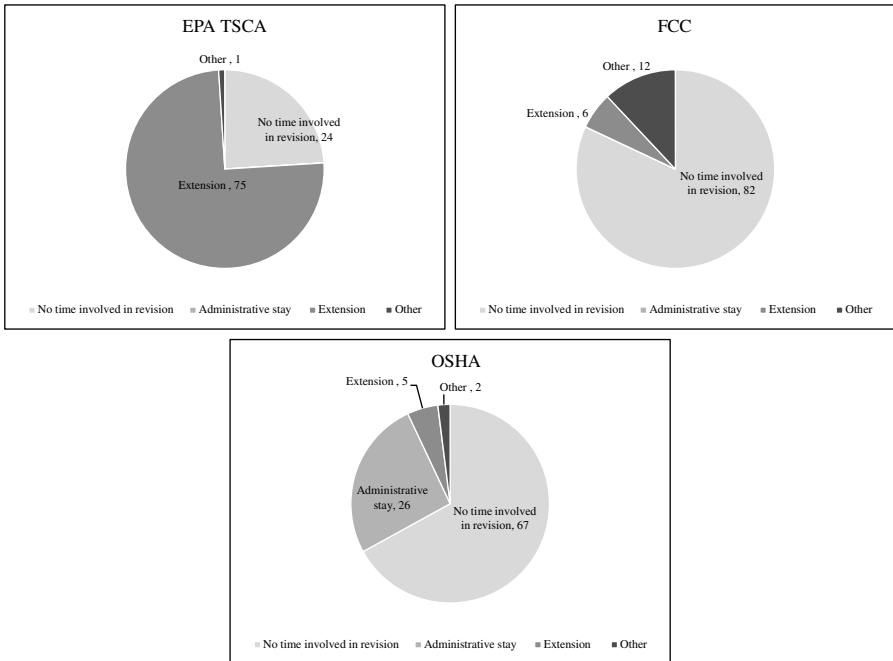 EPA TSCA
Other , 1
No time involved
in revision, 24
Extension , 75
No time involved in revision Administrative stay Extension Other
FCC
Other , 12
Extension , 6
No time involved
in revision, 82
No time involved in revision Administrative stay Extension Other
OSHA
Extension , 5
Other , 2
Administrative
stay, 26
No time involved
in revision, 67
No time involved in revision Administrative stay Extension Other